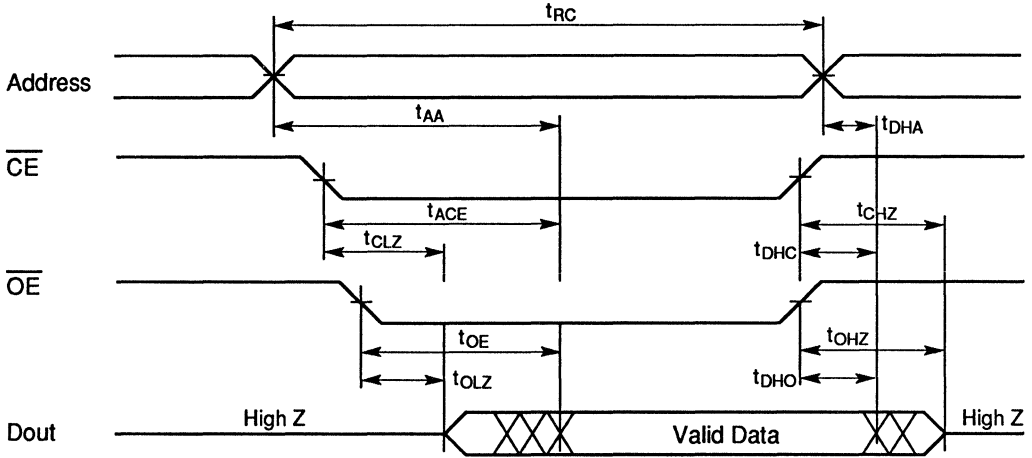 tRC
Address
tAA
tDHA
CE
tACE
tCHZ
tCLZ
tDHC
OE
tOE
tOHZ
tOLZ
tDHO
Dout
High Z
Valid Data
High Z